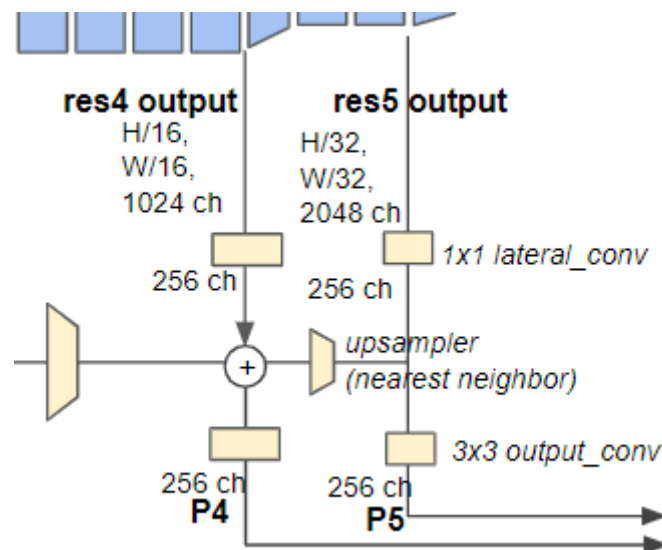 res4 output
H/16,
W/16,
1024 ch
res5 output
H/32,
W/32,
2048 ch
1x1 lateral_conv
256 ch
256 ch
+
upsampler
(nearest neighbor)
3x3 output_conv
256 ch
P4
256 ch
P5